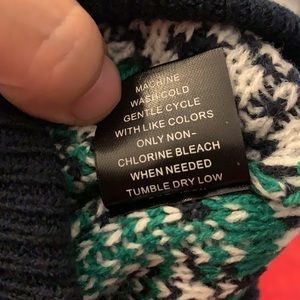 MACHINE
WASH COLD
GENTLE CYCLE
WITH LIKE COLORS
ONLY NON-
CHLORINE BLEACH
WHEN NEEDED
TUMBLE DRY LOW